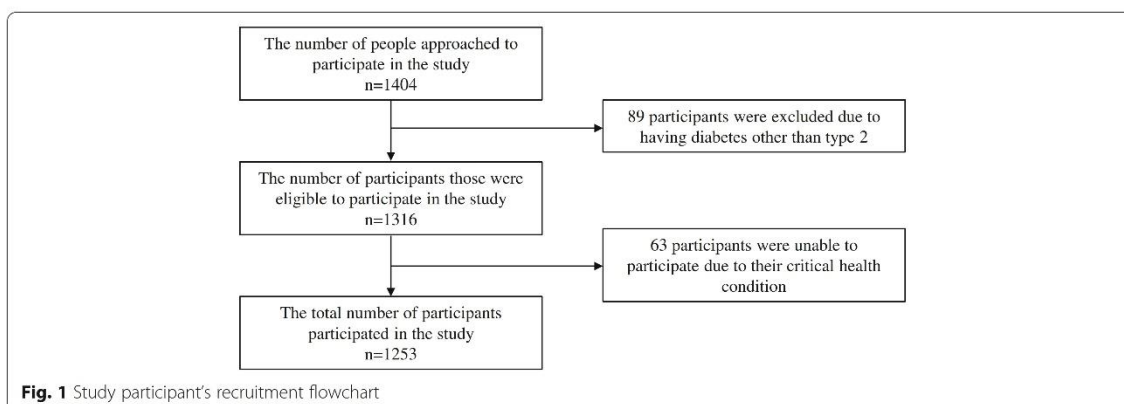 The number of people approached to
participate in the study
n=1404
89 participants were excluded due to
having diabetes other than type 2
The number of participants those were
eligible to participate in the study
n=1316
63 participants were unable to
participate due to their critical health
condition
The total number of participants
participated in the study
n=1253
Fig. 1 Study participant's recruitment flowchart